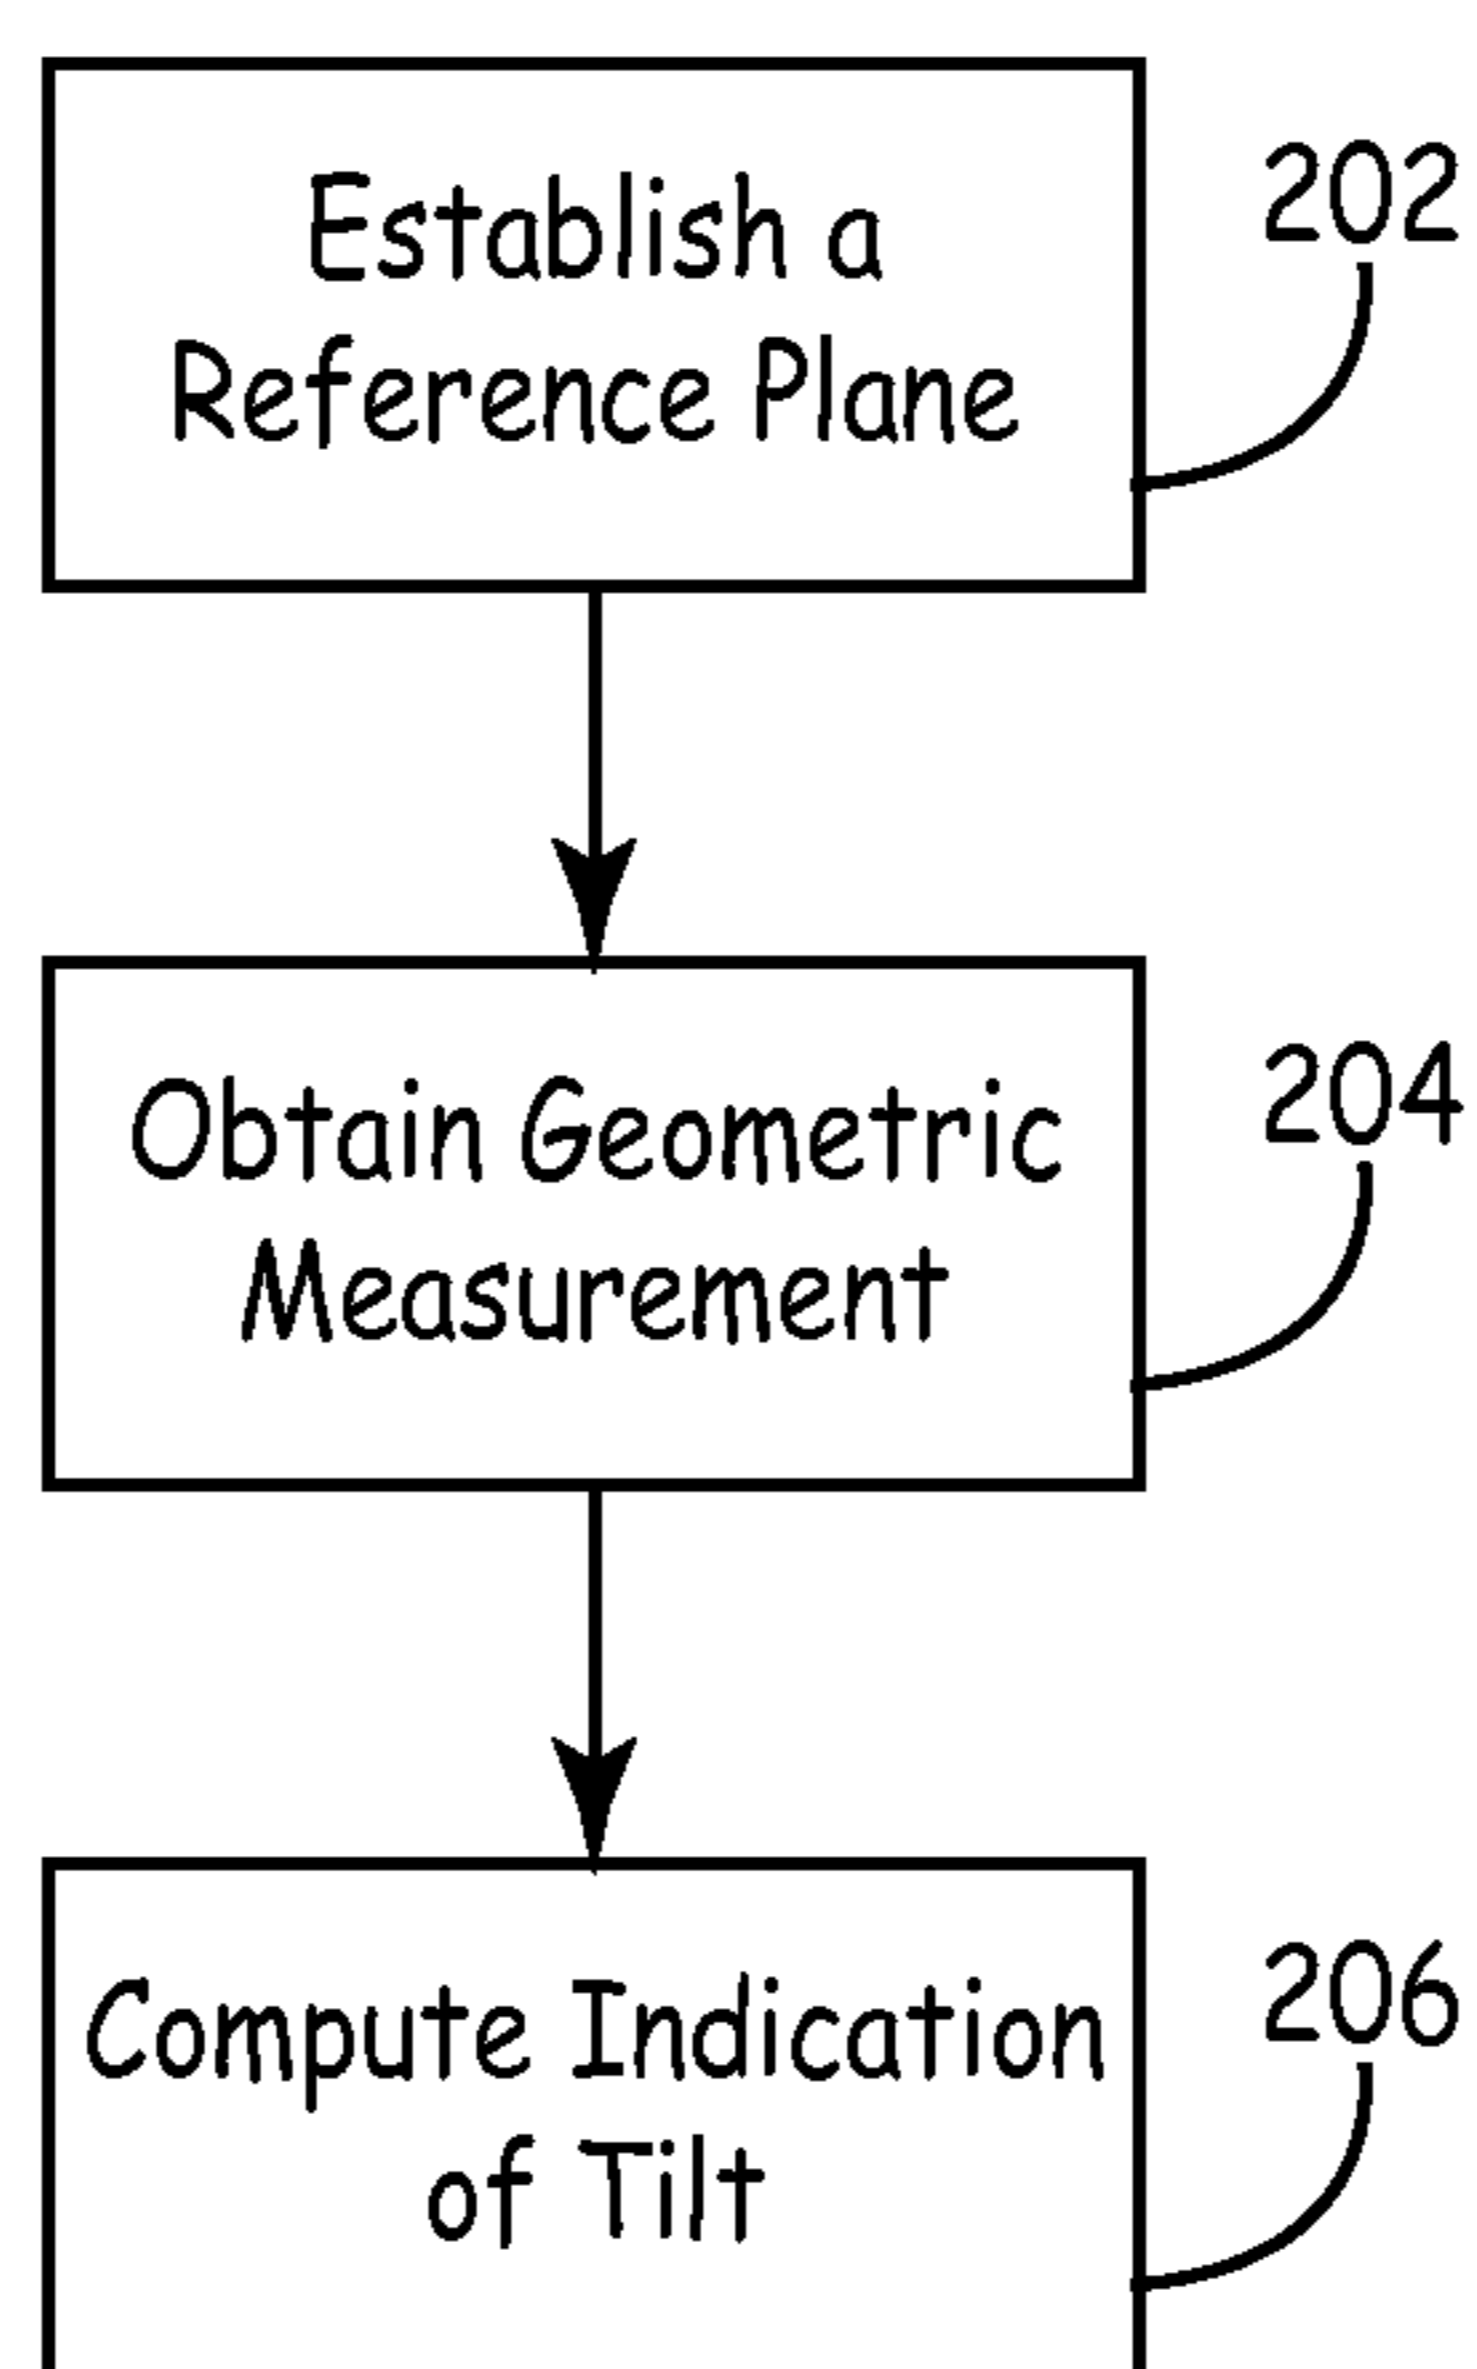 Establish a
Reference Plane
202
Obtain Geometric
Measurement
204
Compute Indication
of Tilt
206